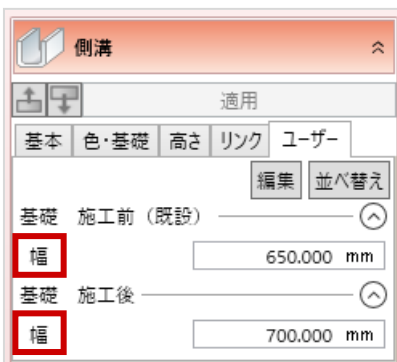 側溝
適用
基本 色・基礎 高さ リンク ユーザー
編集 並べ替え
基礎 施工前（既設）
幅 650.000 mm
基礎 施工後
幅 700.000 mm